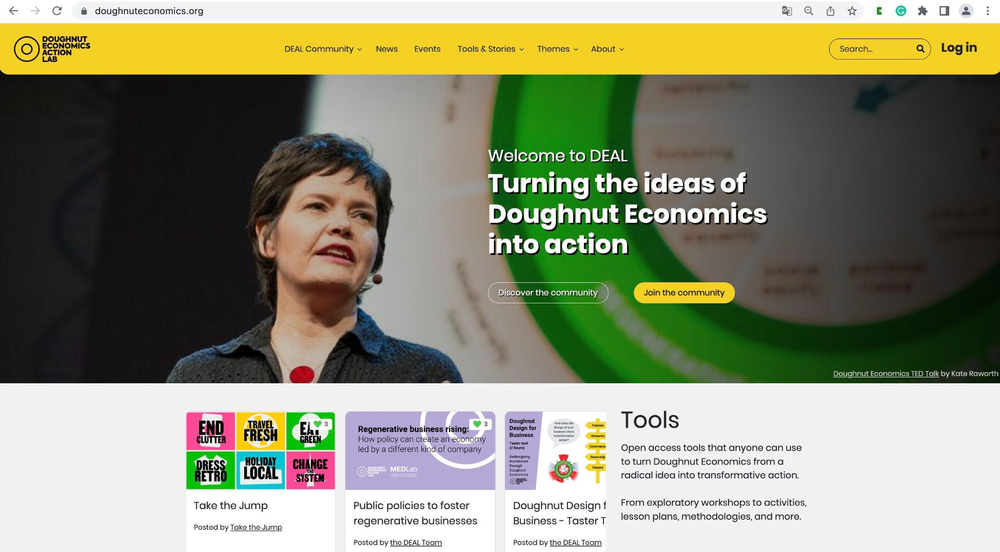 doughnuteconomics.org
DOUGHNUT
ECONOMICS
ACTION
LAB
DEAL Community
News
Events
Tools & Stories
Themes
About
Search...
Log in
Welcome to DEAL
Turning the ideas of
Doughnut Economics
into action
Discover the community
Join the community
Doughnut Economics TED Talk by Kate Raworth
END
CLUTTER
TRAVEL
FRESH
EAT
GREEN
3
DRESS
RETRO
HOLIDAY
LOCAL
CHANGE
THE
SYSTEM
Take the Jump
Posted by Take the Jump
3
Regenerative business rising:
How policy can create an economy
led by a different kind of company
DOUGHNUT
ECONOMICS
ACTION
LAB
MEDLab
Public policies to foster
regenerative businesses
Posted by the DEAL Team
Doughnut
Design for
Business
Taster tool
(2 hours)
Redesigning
businesses
through
Doughnut
Economics
DOUGHNUT
ECONOMICS
ACTION
LAB
How does the
design of your
business block
transformative
action?
Purpose
Networks
Governance
Ownership
Finance
Doughnut Design f
Business - Taster T
Posted by the DEAL Team
Tools
Open access tools that anyone can use
to turn Doughnut Economics from a
radical idea into transformative action.
From exploratory workshops to activities,
lesson plans, methodologies, and more.